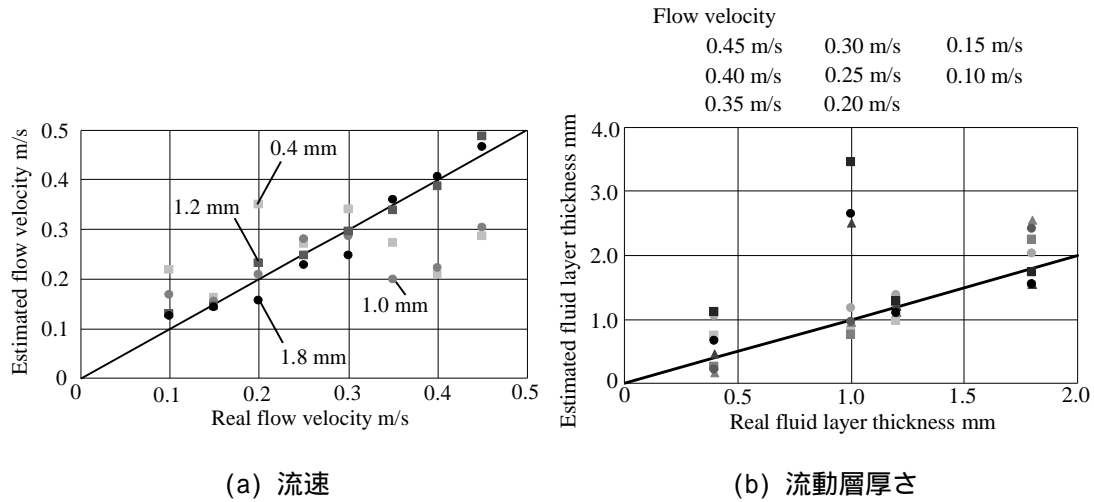 Flow velocity
0.45 m/s 0.30 m/s 0.15 m/s
0.40 m/s 0.25 m/s 0.10 m/s
0.35 m/s 0.20 m/s
Estimated flow velocity m/s
0.5
0.4
0.3
0.2
0.1
0
0.4 mm
1.2 mm
1.0 mm
1.8 mm
0 0.1 0.2 0.3 0.4 0.5
Real flow velocity m/s
(a) 流速
Estimated fluid layer thickness mm
4.0
3.0
2.0
1.0
0
0 0.5 1.0 1.5 2.0
Real fluid layer thickness mm
(b) 流動層厚さ